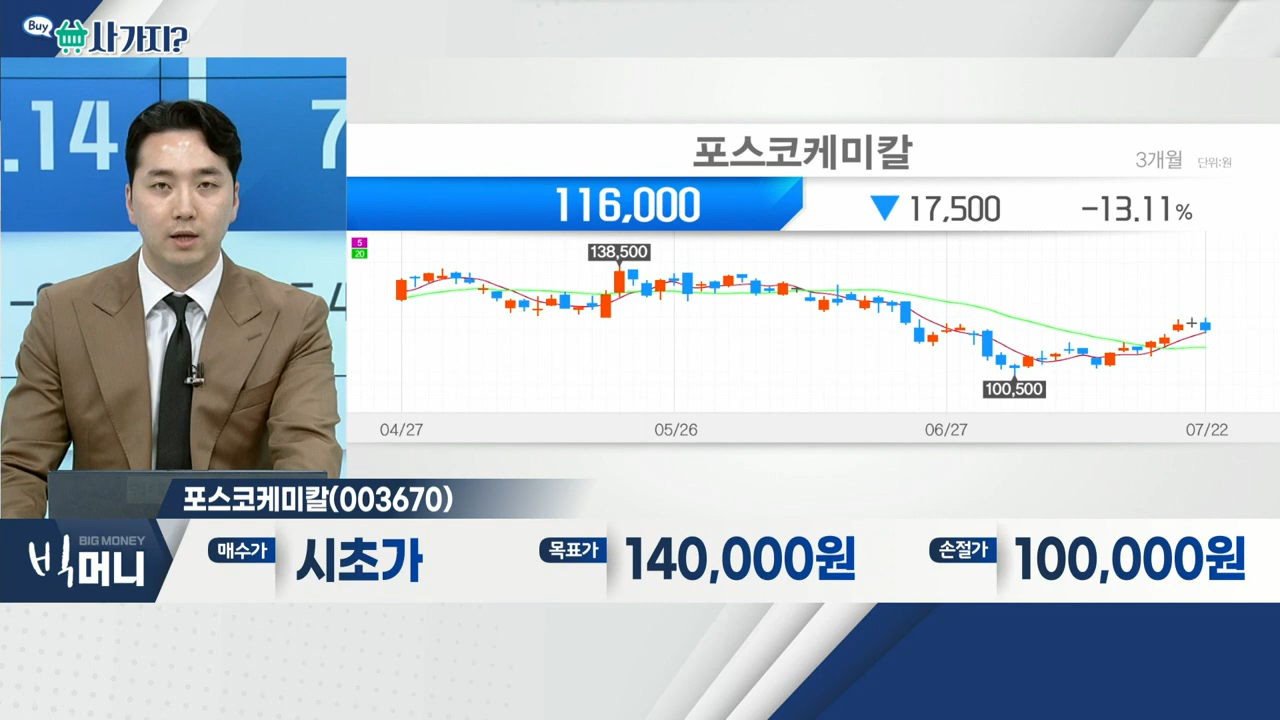 Buy
사가지?
.14
7
포스코케미칼
3개월 단위:원
116,000
▼ 17,500
-13.11%
5
20
138,500
100,500
04/27 05/26 06/27 07/22
포스코케미칼(003670)
BIG MONEY
빅머니
매수가 시초가
목표가 140,000원
손절가 100,000원